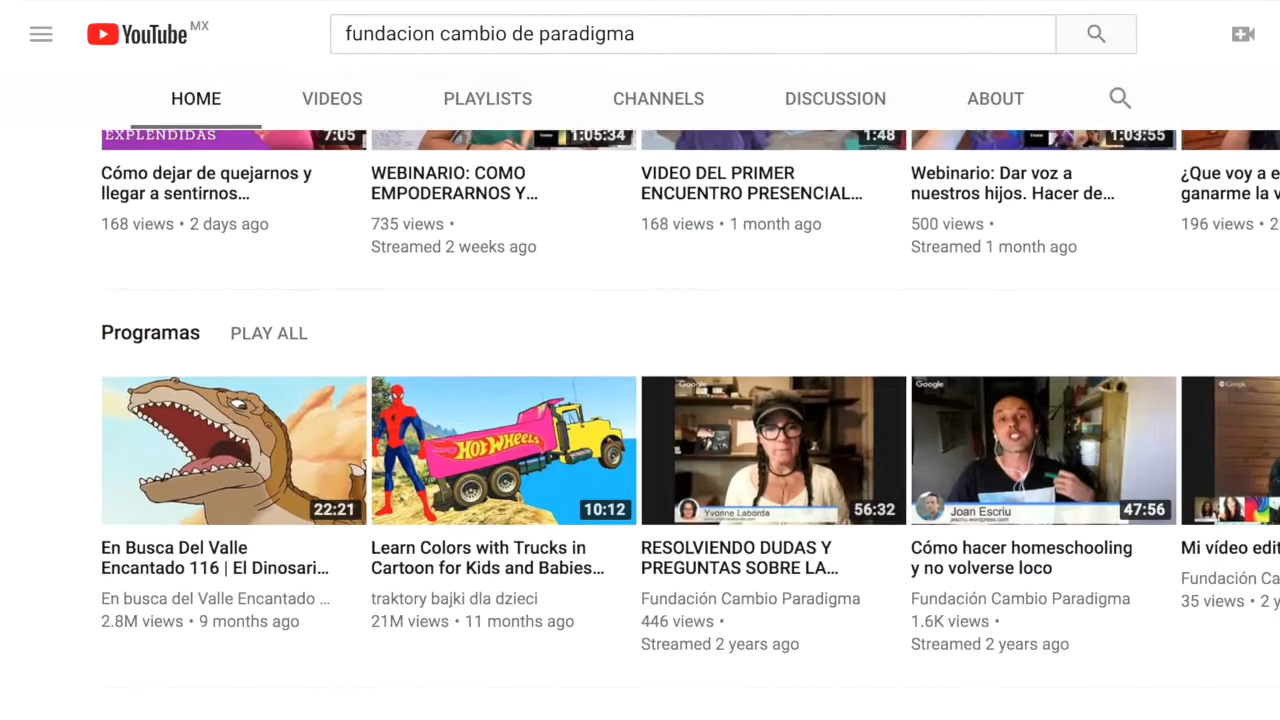 YouTube MX
fundacion cambio de paradigma
HOME VIDEOS PLAYLISTS CHANNELS DISCUSSION ABOUT
EXPLENDIDAS 7:05 1:05:34 1:48 1:03:55
Cómo dejar de quejarnos y
llegar a sentirnos...
168 views • 2 days ago
WEBINARIO: COMO
EMPODERARNOS Y...
735 views •
Streamed 2 weeks ago
VIDEO DEL PRIMER
ENCUENTRO PRESENCIAL...
168 views • 1 month ago
Webinario: Dar voz a
nuestros hijos. Hacer de...
500 views •
Streamed 1 month ago
¿Que voy a e
ganarme la v
196 views • 2
Programas PLAY ALL
22:21
En Busca Del Valle
Encantado 116 | El Dinosari...
En busca del Valle Encantado ...
2.8M views • 9 months ago
HOT WHEELS
10:12
Learn Colors with Trucks in
Cartoon for Kids and Babies...
traktory bajki dla dzieci
21M views • 11 months ago
Google
Yvonne Laborda
56:32
RESOLVIENDO DUDAS Y
PREGUNTAS SOBRE LA...
Fundación Cambio Paradigma
446 views •
Streamed 2 years ago
Google
Joan Escriu
jescriu.wordpress.com
47:56
Cómo hacer homeschooling
y no volverse loco
Fundación Cambio Paradigma
1.6K views •
Streamed 2 years ago
Google
Mi vídeo edit
Fundación Ca
35 views • 2 y